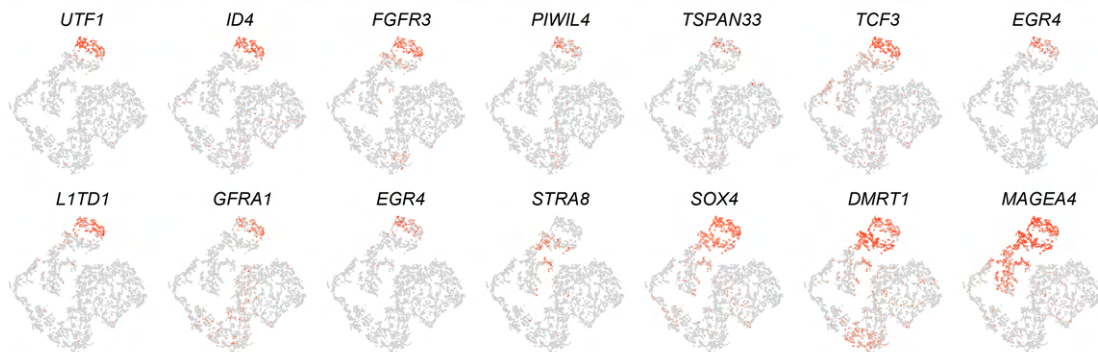 UTF1 ID4 FGFR3 PIWIL4 TSPAN33 TCF3 EGR4
L1TD1 GFRA1 EGR4 STRA8 SOX4 DMRT1 MAGEA4